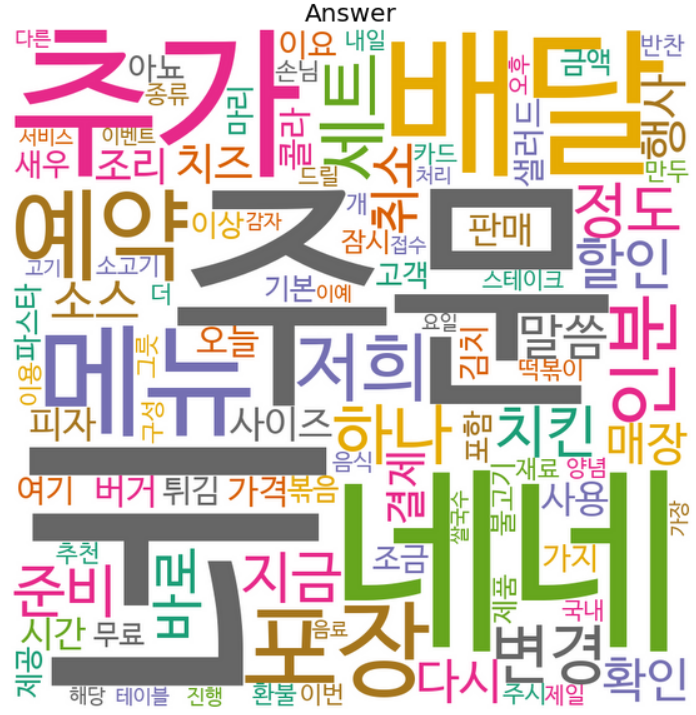 Answer
다른
추가
아뇨
종류
이요
내일
손님
마리
콜라
세트
배달
오후
금액
반찬
행사
서비스
이벤트
새우
조리
치즈
드릴
소
카드
처리
샐러드
만두
예약
이상
감자
주문
개
취소
잠시
접수
판매
정도
할인
고기
소고기
더
기본
이예
고객
스테이크
소스
파스타
메뉴
그릇
오늘
저희
요일
김치
말씀
떡볶이
인분
이용
피자
구성
사이즈
하나
포함
치킨
매장
음식
여기
버거
튀김
가격
볶음
결제
네네
쌀국수
불고기
재료
양념
사용
가장
추천
준비
바로
지금
조금
가지
제품
국내
시간
무료
포장
음료
변경
제공
해당
테이블
진행
환불
이번
다시
주시
제일
확인